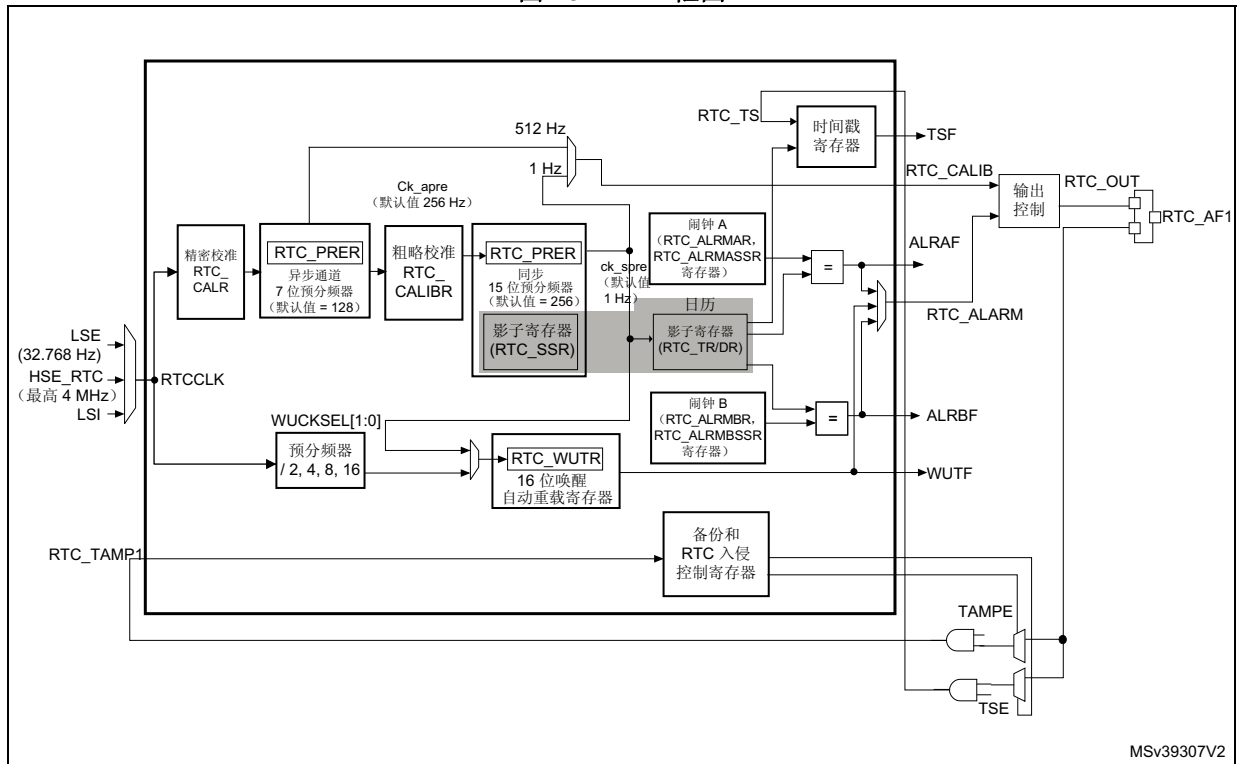 RTC_TS
时间戳
寄存器
TSF
512 Hz
1 Hz
RTC_CALIB
输出
控制
RTC_OUT
RTC_AF1
Ck_apre
（默认值 256 Hz）
精密校准
RTC_
CALR
RTC_PRER
异步通道
7 位预分频器
（默认值 = 128）
粗略校准
RTC_
CALIBR
RTC_PRER
同步
15 位预分频器
（默认值 = 256）
ck_spre
（默认值
1 Hz）
闹钟 A
（RTC_ALRMAR，
RTC_ALRMASSR
寄存器）
=
ALRAF
日历
影子寄存器
(RTC_SSR)
影子寄存器
(RTC_TR/DR)
RTC_ALARM
LSE
(32.768 Hz)
HSE_RTC
（最高 4 MHz）
LSI
RTCCLK
闹钟 B
（RTC_ALRMBR，
RTC_ALRMBSSR
寄存器）
=
ALRBF
WUCKSEL[1:0]
预分频器
/ 2, 4, 8, 16
RTC_WUTR
16 位唤醒
自动重载寄存器
WUTF
RTC_TAMP1
备份和
RTC 入侵
控制寄存器
TAMPE
TSE
MSv39307V2